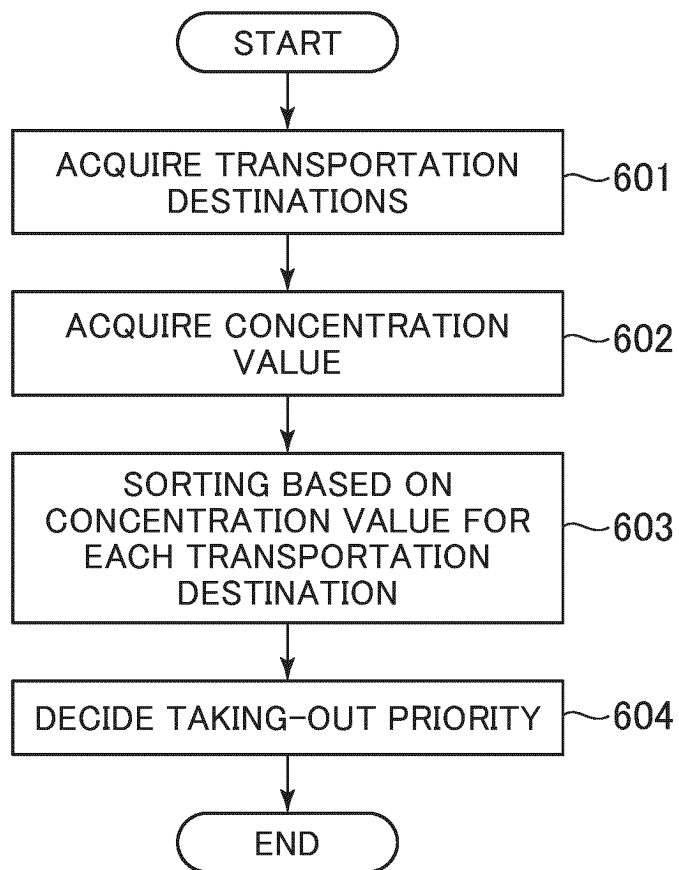 START
ACQUIRE TRANSPORTATION
DESTINATIONS
601
ACQUIRE CONCENTRATION
VALUE
602
SORTING BASED ON
CONCENTRATION VALUE FOR
EACH TRANSPORTATION
DESTINATION
603
DECIDE TAKING-OUT PRIORITY
604
END